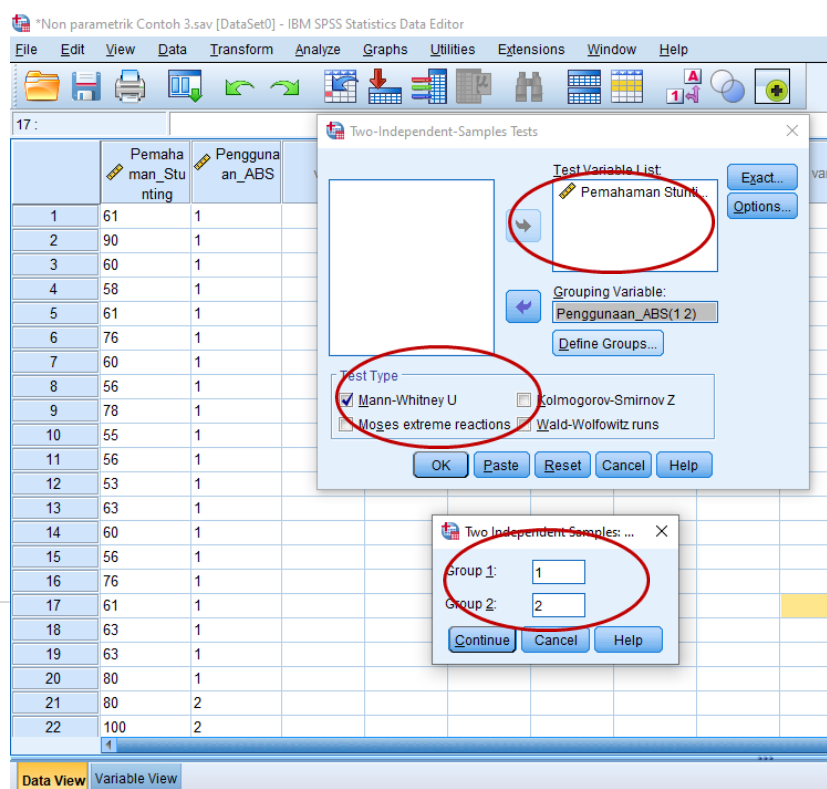 *Non parametrik Contoh 3.sav [DataSet0] - IBM SPSS Statistics Data Editor
File Edit View Data Transform Analyze Graphs Utilities Extensions Window Help
17 :
Pemaha
man_Stu
nting
Pengguna
an_ABS
1 61 1
2 90 1
3 60 1
4 58 1
5 61 1
6 76 1
7 60 1
8 56 1
9 78 1
10 55 1
11 56 1
12 53 1
13 63 1
14 60 1
15 56 1
16 76 1
17 61 1
18 63 1
19 63 1
20 80 1
21 80 2
22 100 2
Data View Variable View
Two-Independent-Samples Tests
Test Variable List:
Pemahaman Stunti...
Exact...
Options...
Grouping Variable:
Penggunaan_ABS(1 2)
Define Groups...
Test Type
Mann-Whitney U Kolmogorov-Smirnov Z
Moses extreme reactions Wald-Wolfowitz runs
OK Paste Reset Cancel Help
Two Independent Samples: ...
Group 1: 1
Group 2: 2
Continue Cancel Help